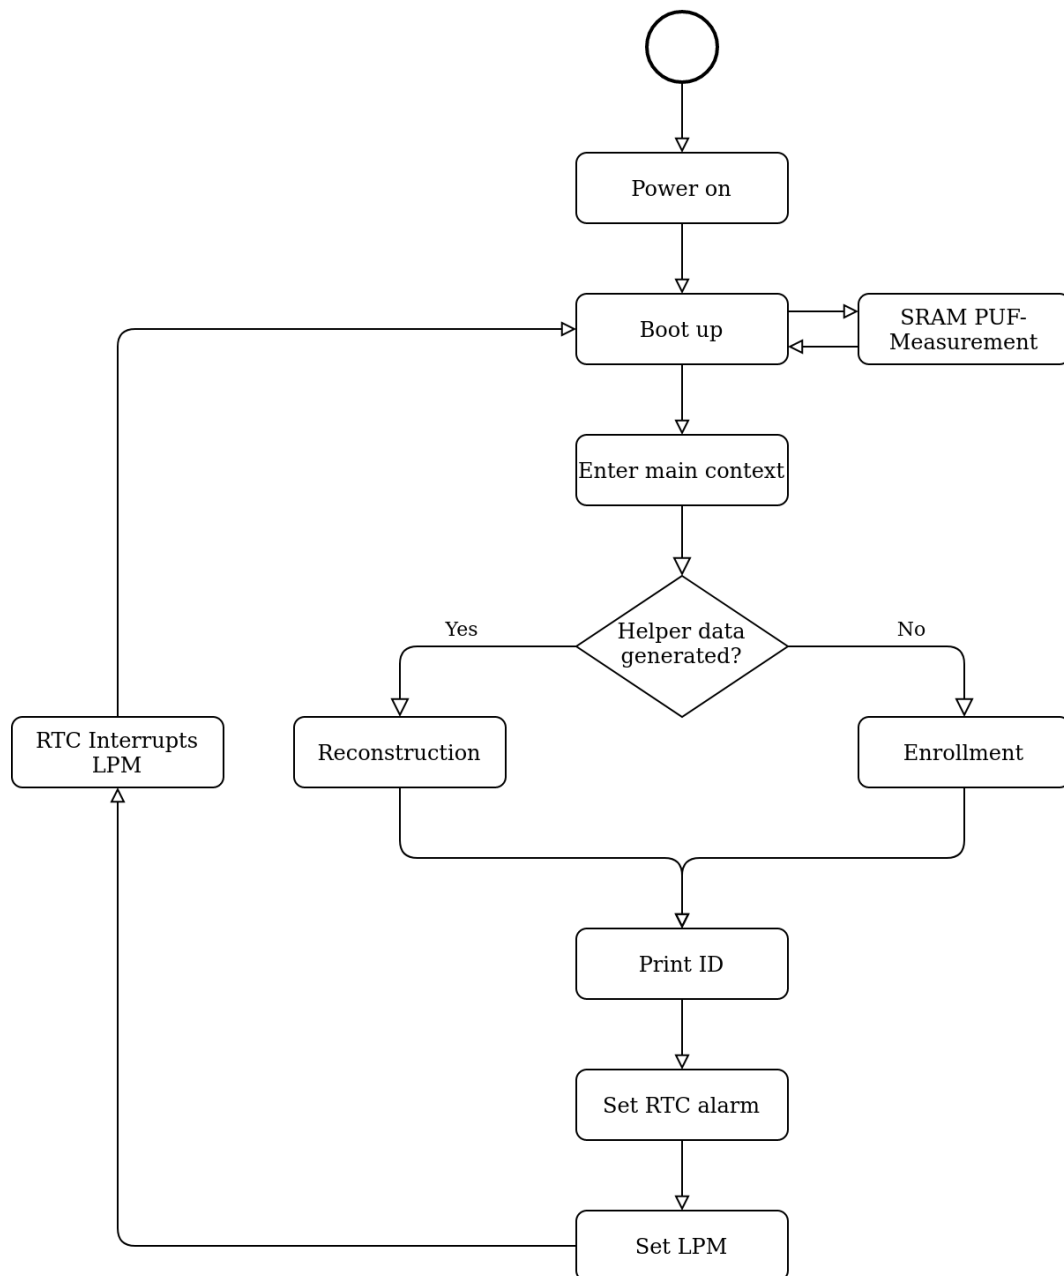 Power on
Boot up
SRAM PUF-
Measurement
Enter main context
Helper data
generated?
Yes
No
RTC Interrupts
LPM
Reconstruction
Enrollment
Print ID
Set RTC alarm
Set LPM